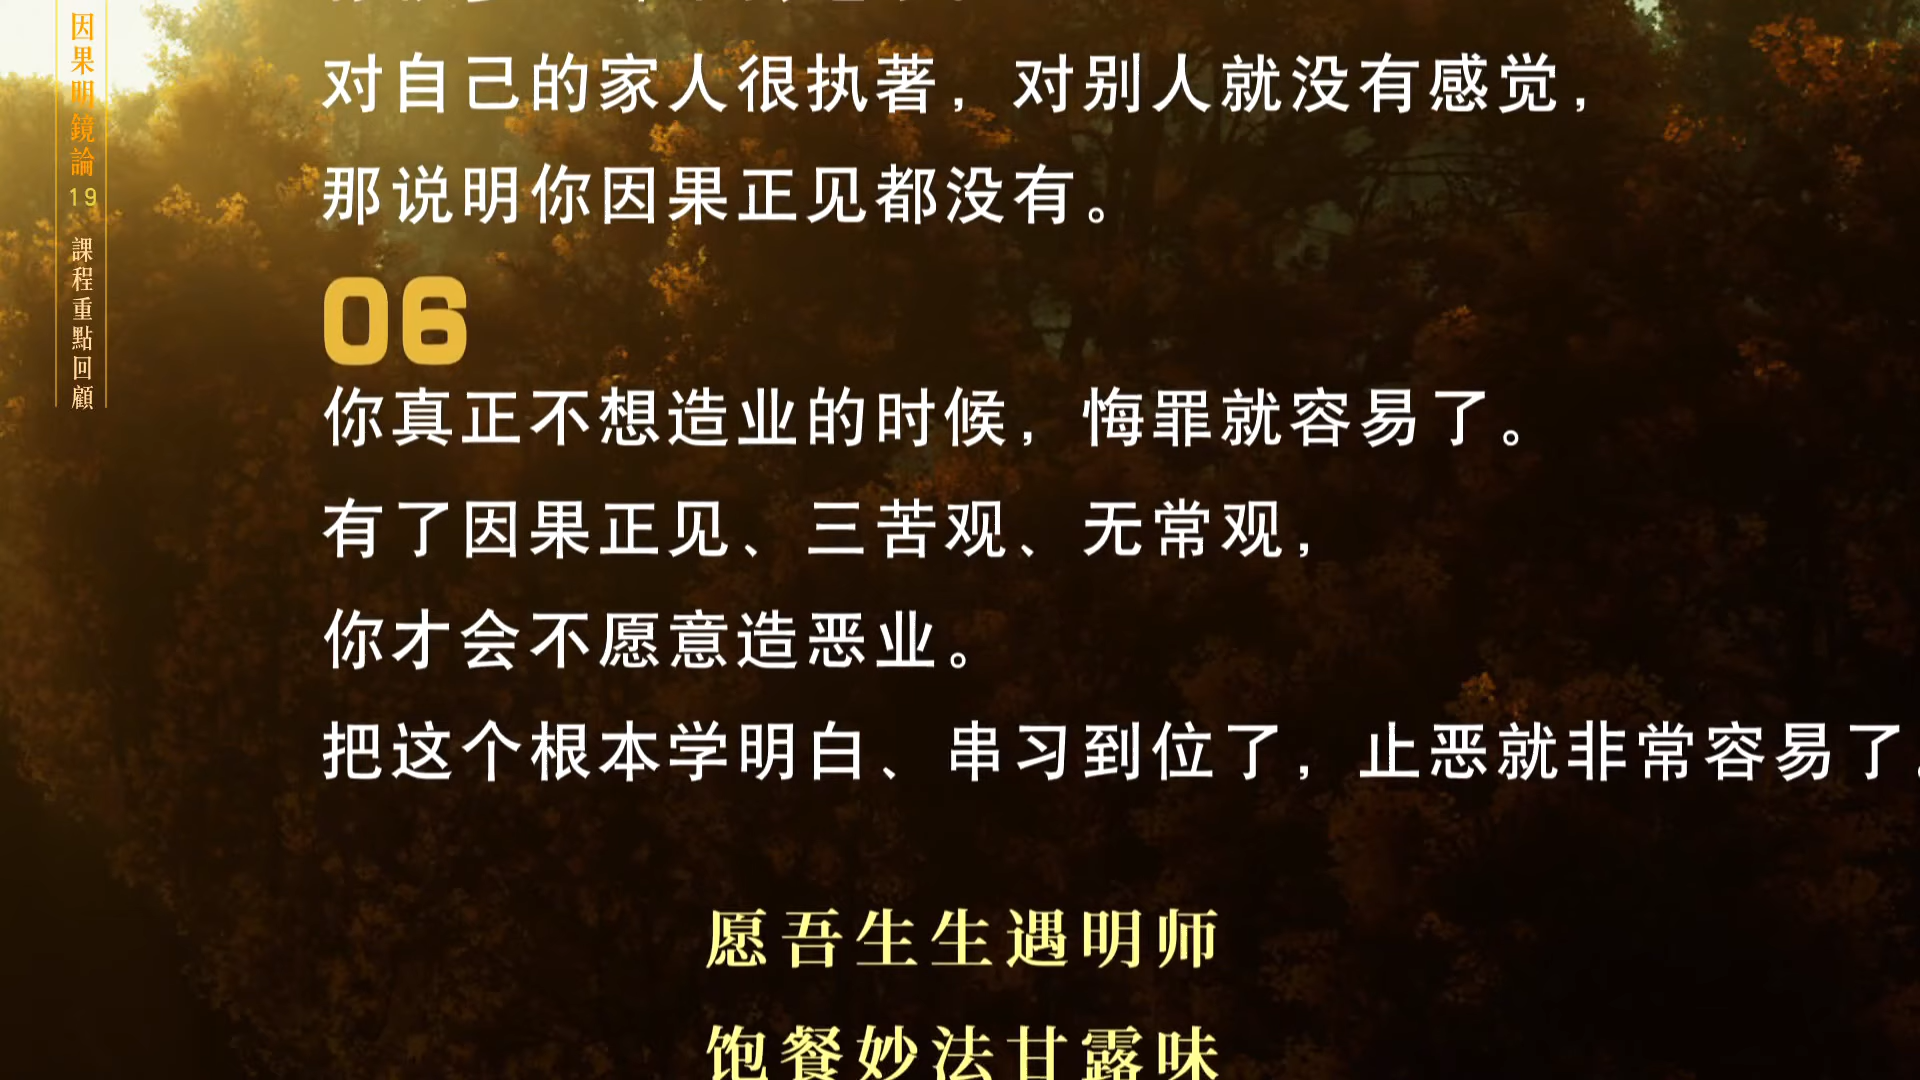 因果明鏡論
19
課程重點回顧
对自己的家人很执著，对别人就没有感觉，
那说明你因果正见都没有。
06
你真正不想造业的时候，悔罪就容易了。
有了因果正见、三苦观、无常观，
你才会不愿意造恶业。
把这个根本学明白、串习到位了，止恶就非常容易了。
愿吾生生遇明师
饱餐妙法甘露味